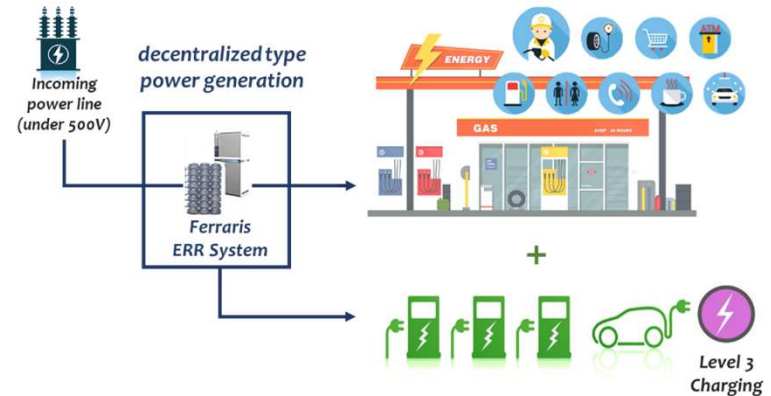 Incoming
power line
(under 500V)
decentralized type
power generation
Ferraris
ERR System
ENERGY
ATM
GAS
+
Level 3
Charging